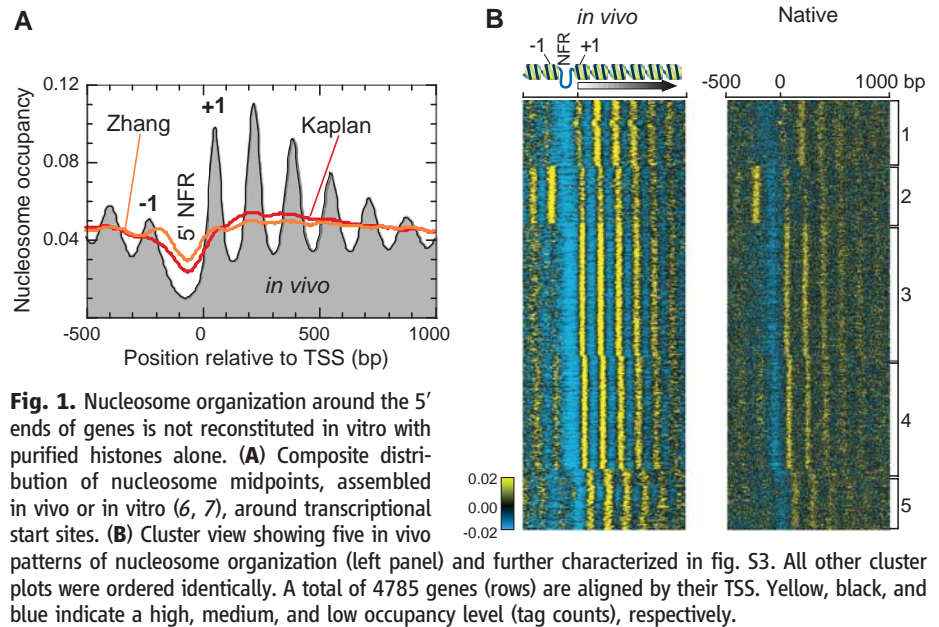 A
0.12
0.08
0.04
Nucleosome occupancy
Zhang
+1
Kaplan
-1
5′ NFR
in vivo
-500
0
500
1000
Position relative to TSS (bp)
B
in vivo
Native
-1
NFR
+1
-500
0
1000 bp
1
2
3
4
5
0.02
0.00
-0.02
Fig. 1. Nucleosome organization around the 5′
ends of genes is not reconstituted in vitro with
purified histones alone. (A) Composite distri-
bution of nucleosome midpoints, assembled
in vivo or in vitro (6, 7), around transcriptional
start sites. (B) Cluster view showing five in vivo
patterns of nucleosome organization (left panel) and further characterized in fig. S3. All other cluster
plots were ordered identically. A total of 4785 genes (rows) are aligned by their TSS. Yellow, black, and
blue indicate a high, medium, and low occupancy level (tag counts), respectively.